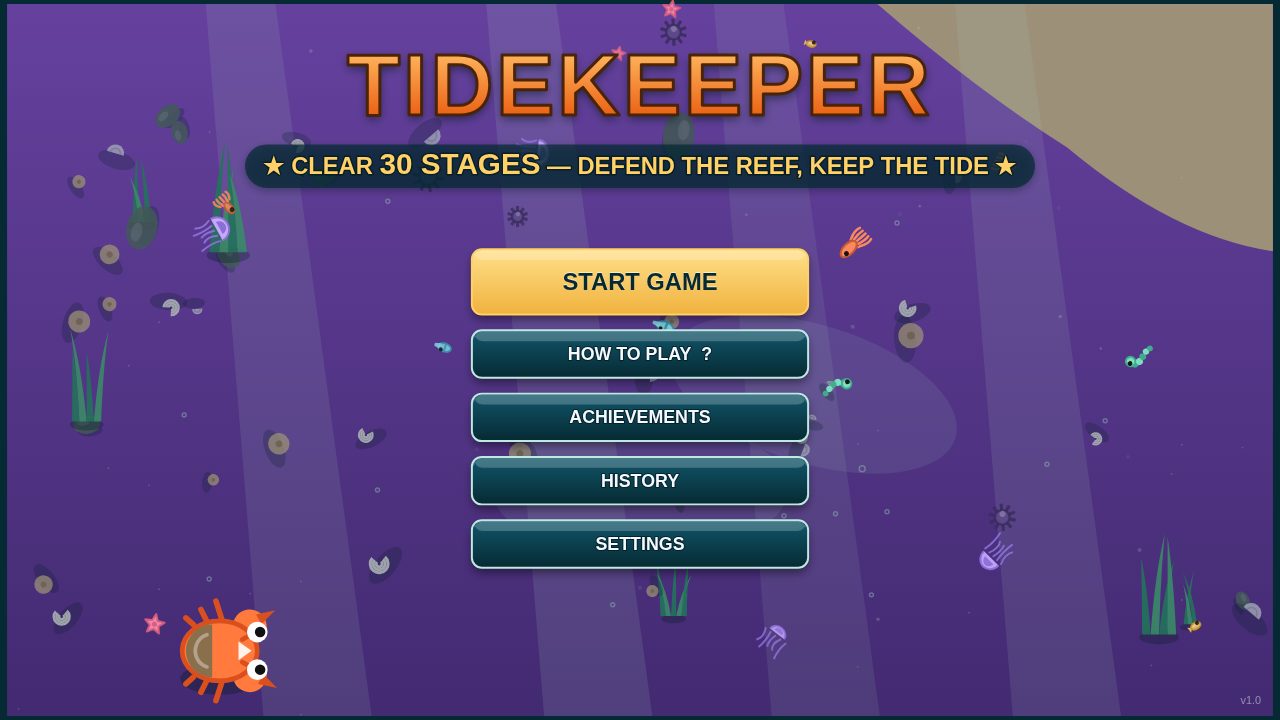 TIDEKEEPER
★ CLEAR 30 STAGES — DEFEND THE REEF, KEEP THE TIDE ★
START GAME
HOW TO PLAY ?
ACHIEVEMENTS
HISTORY
SETTINGS
v1.0